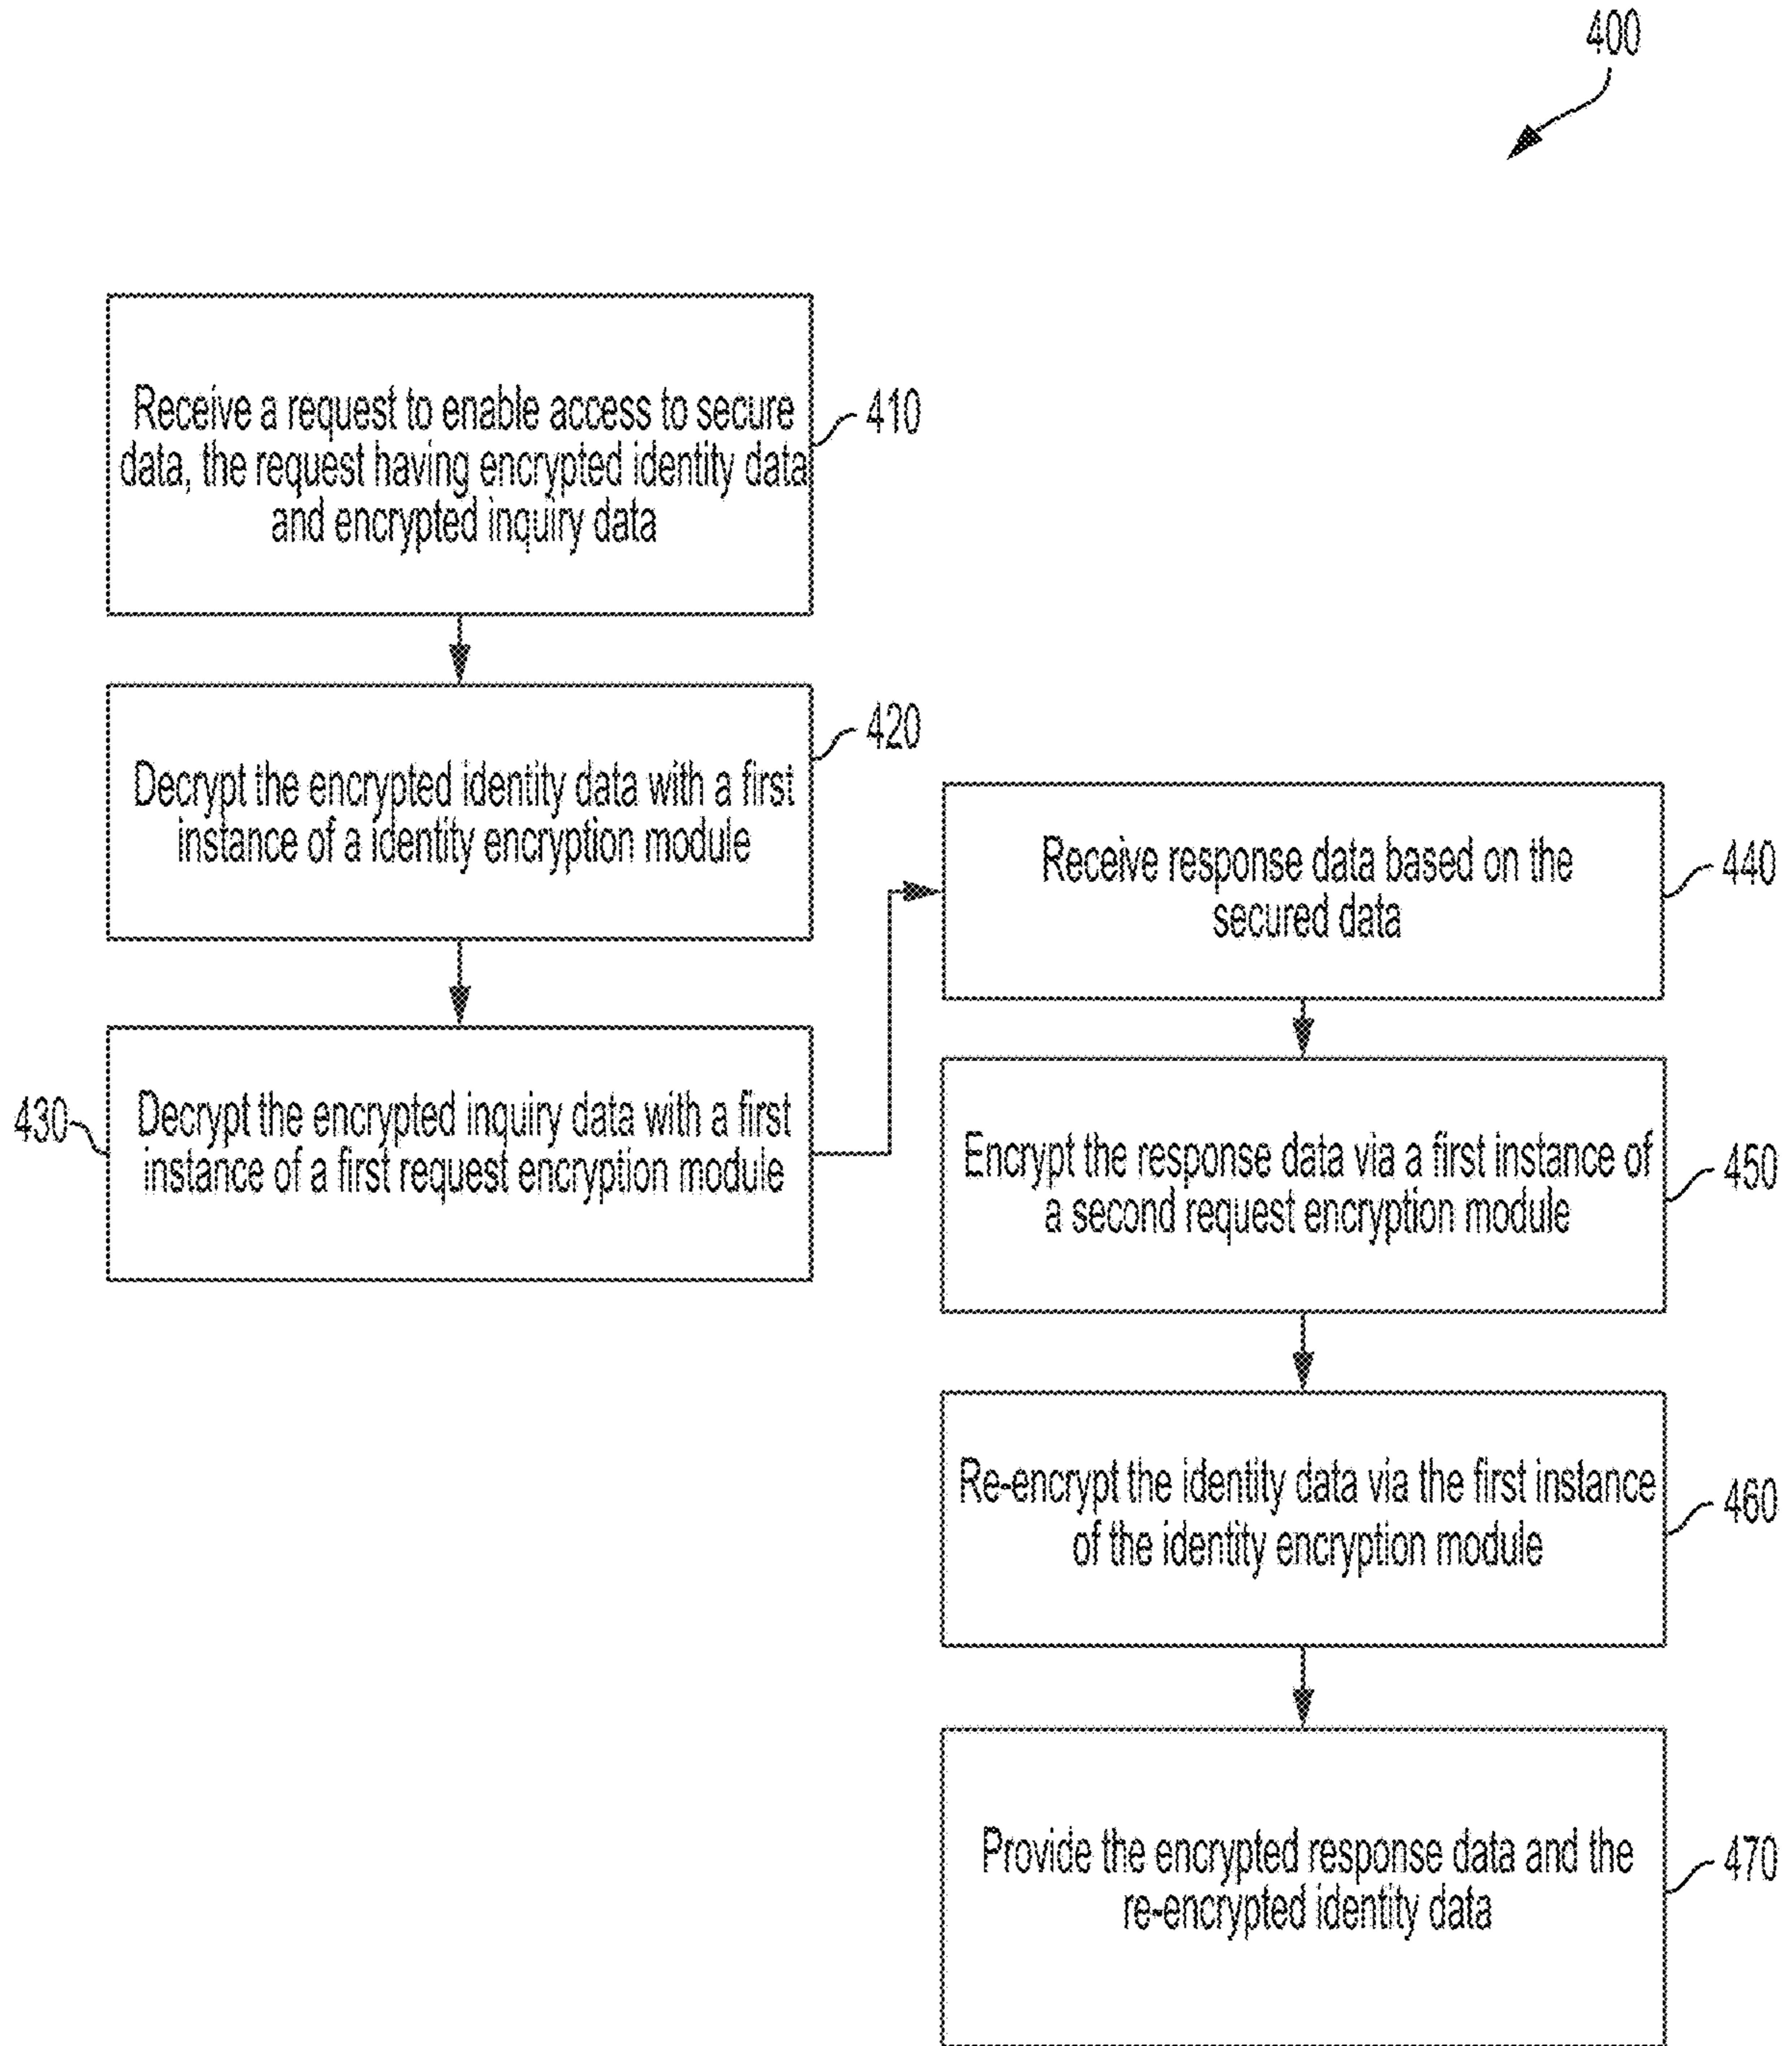 400
Receive a request to enable access to secure
data, the request having encrypted identity data
and encrypted inquiry data
410
Decrypt the encrypted identity data with a first
instance of a identity encryption module
420
430
Decrypt the encrypted inquiry data with a first
instance of a first request encryption module
Receive response data based on the
secured data
440
Encrypt the response data via a first instance of
a second request encryption module
450
Re-encrypt the identity data via the first instance
of the identity encryption module
460
Provide the encrypted response data and the
re-encrypted identity data
470